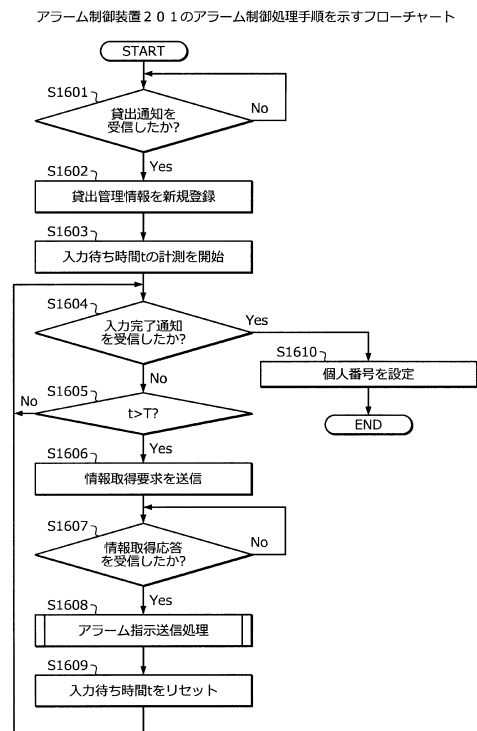 アラーム制御装置２０１のアラーム制御処理手順を示すフローチャート
START
S1601
貸出通知を
受信したか?
No
Yes
S1602
貸出管理情報を新規登録
S1603
入力待ち時間tの計測を開始
S1604
入力完了通知
を受信したか?
Yes
No
S1610
個人番号を設定
END
S1605
t>T?
No
Yes
S1606
情報取得要求を送信
S1607
情報取得応答
を受信したか?
No
Yes
S1608
アラーム指示送信処理
S1609
入力待ち時間tをリセット